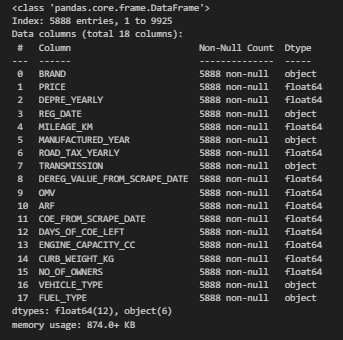 <class 'pandas.core.frame.DataFrame'>
Index: 5888 entries, 1 to 9925
Data columns (total 18 columns):
 #   Column                        Non-Null Count  Dtype
---  ------                        --------------  -----
 0   BRAND                         5888 non-null   object
 1   PRICE                         5888 non-null   float64
 2   DEPRE_YEARLY                  5888 non-null   float64
 3   REG_DATE                      5888 non-null   object
 4   MILEAGE_KM                    5888 non-null   float64
 5   MANUFACTURED_YEAR             5888 non-null   object
 6   ROAD_TAX_YEARLY               5888 non-null   float64
 7   TRANSMISSION                  5888 non-null   object
 8   DEREG_VALUE_FROM_SCRAPE_DATE  5888 non-null   float64
 9   OMV                           5888 non-null   float64
 10  ARF                           5888 non-null   float64
 11  COE_FROM_SCRAPE_DATE          5888 non-null   float64
 12  DAYS_OF_COE_LEFT              5888 non-null   float64
 13  ENGINE_CAPACITY_CC            5888 non-null   float64
 14  CURB_WEIGHT_KG                5888 non-null   float64
 15  NO_OF_OWNERS                  5888 non-null   float64
 16  VEHICLE_TYPE                  5888 non-null   object
 17  FUEL_TYPE                     5888 non-null   object
dtypes: float64(12), object(6)
memory usage: 874.0+ KB